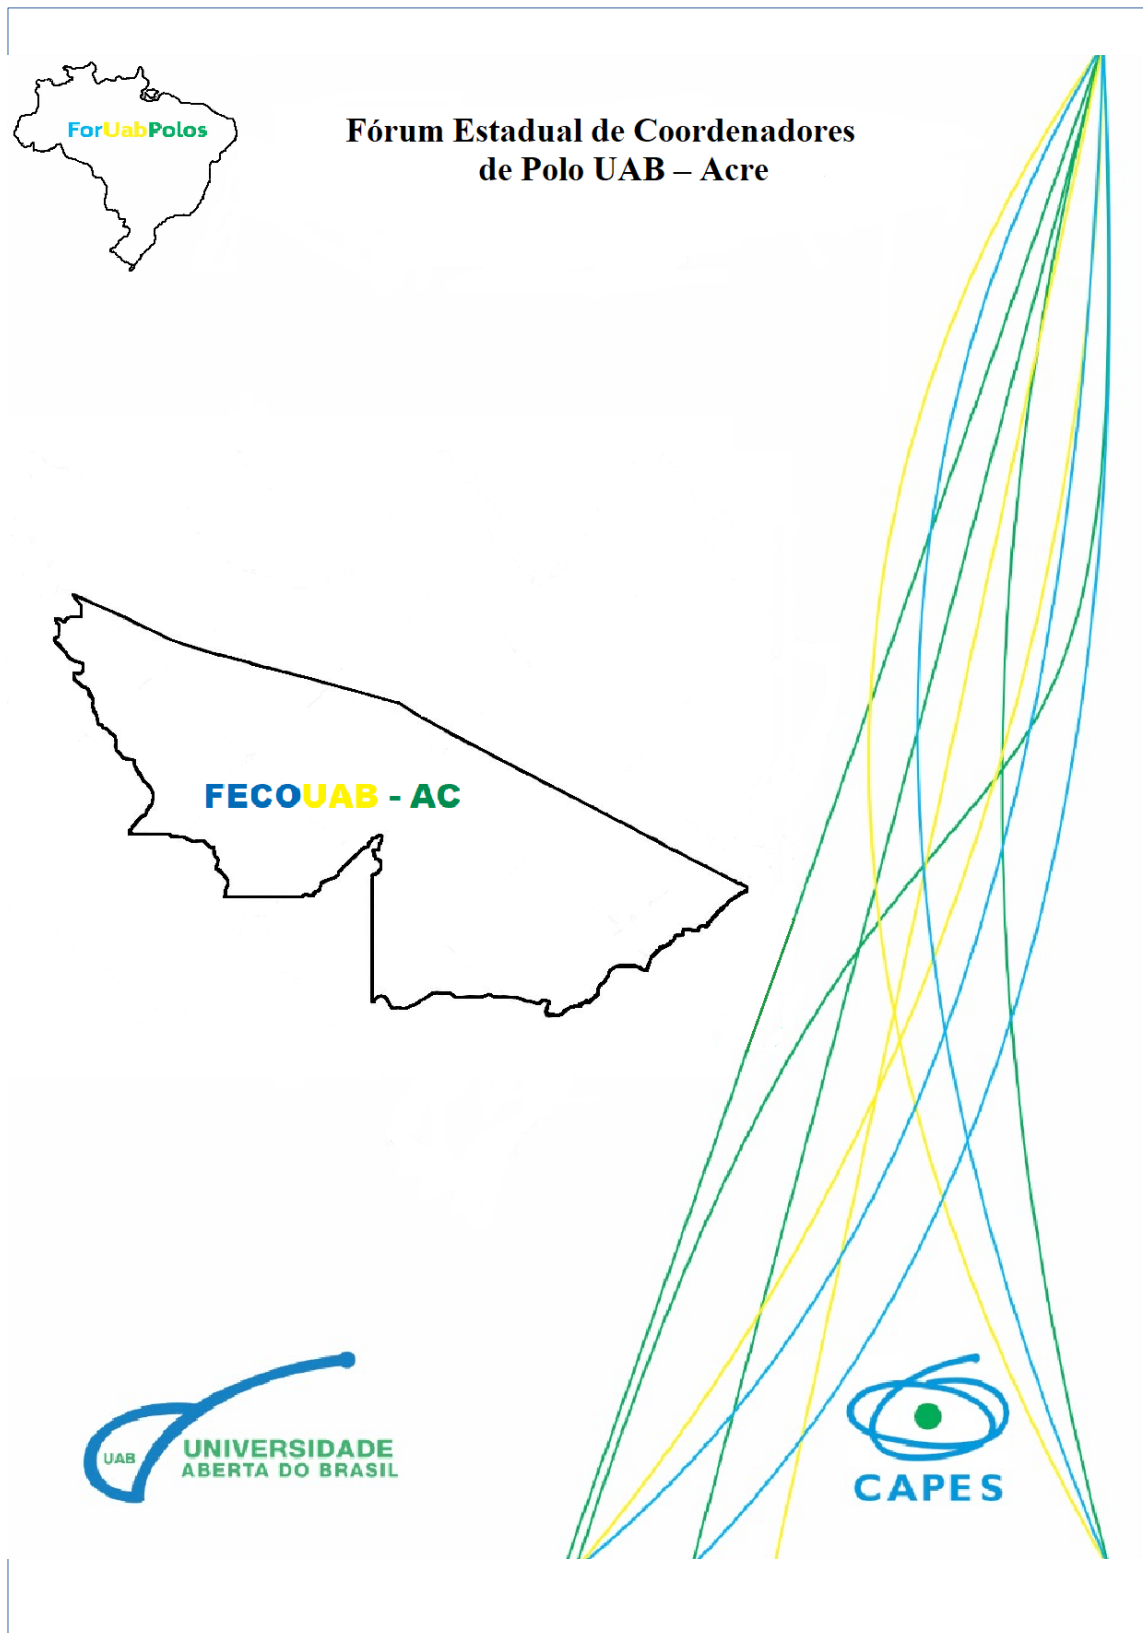 ForUabPolos
Fórum Estadual de Coordenadores
de Polo UAB – Acre
FECOUAB - AC
UAB
UNIVERSIDADE
ABERTA DO BRASIL
CAPES